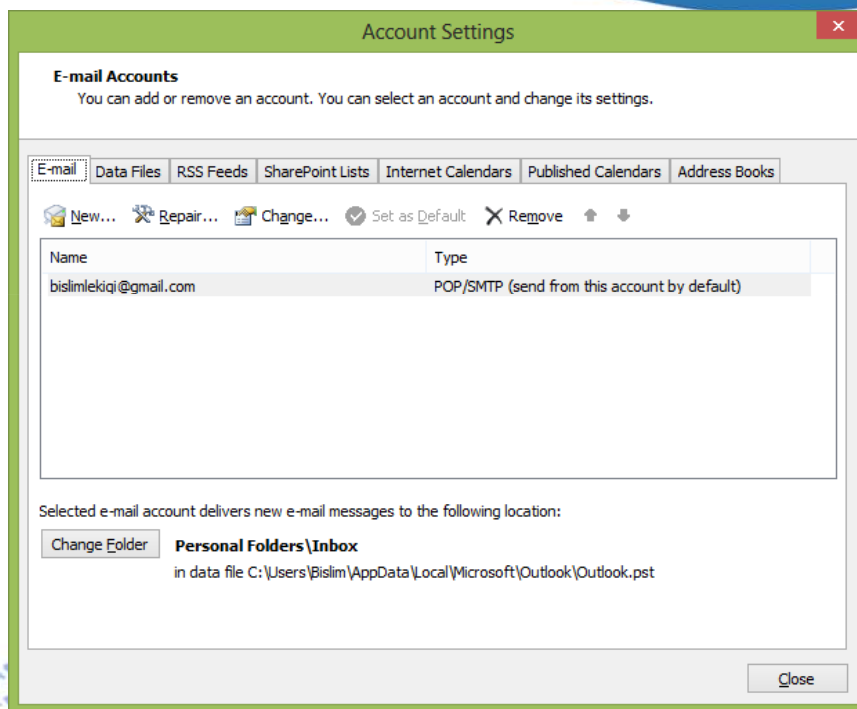 Account Settings
E-mail Accounts
You can add or remove an account. You can select an account and change its settings.
E-mail Data Files RSS Feeds SharePoint Lists Internet Calendars Published Calendars Address Books
New... Repair... Change... Set as Default Remove
Name Type
bislimlekiqi@gmail.com POP/SMTP (send from this account by default)
Selected e-mail account delivers new e-mail messages to the following location:
Change Folder Personal Folders\Inbox
in data file C:\Users\Bislim\AppData\Local\Microsoft\Outlook\Outlook.pst
Close